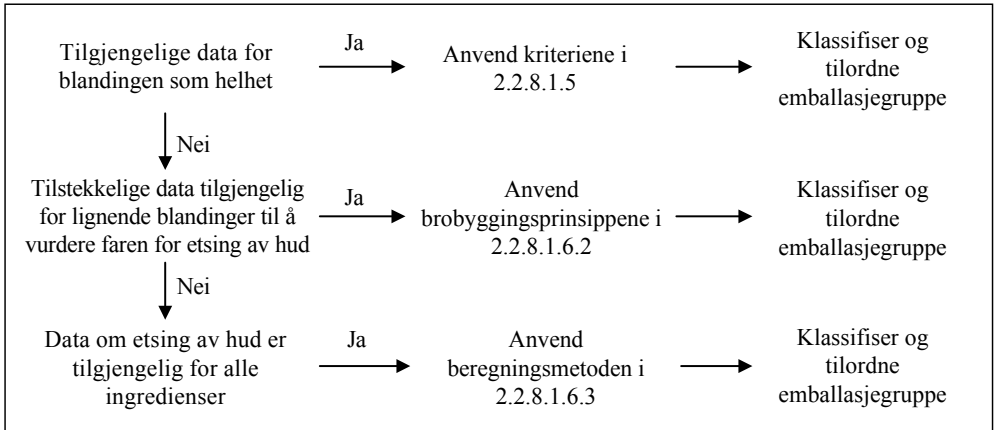 Tilgjengelige data for
blandingen som helhet
Ja
Anvend kriteriene i
2.2.8.1.5
Klassifiser og
tilordne
emballasjegruppe
Nei
Tilstekkelige data tilgjengelig
for lignende blandinger til å
vurdere faren for etsing av hud
Ja
Anvend
brobyggingsprinsippene i
2.2.8.1.6.2
Klassifiser og
tilordne
emballasjegruppe
Nei
Data om etsing av hud er
tilgjengelig for alle
ingredienser
Ja
Anvend
beregningsmetoden i
2.2.8.1.6.3
Klassifiser og
tilordne
emballasjegruppe